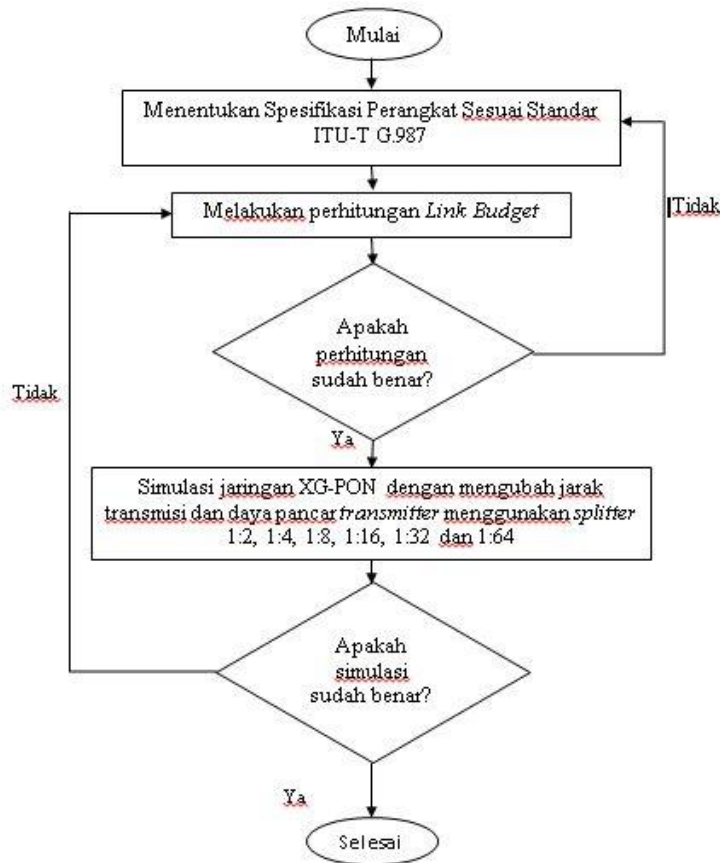 Mulai
Menentukan Spesifikasi Perangkat Sesuai Standar
ITU-T G.987
Melakukan perhitungan Link Budget
Tidak
Apakah
perhitungan
sudah benar?
Tidak
Ya
Simulasi jaringan XG-PON dengan mengubah jarak
transmisi dan daya pancar transmitter menggunakan splitter
1:2, 1:4, 1:8, 1:16, 1:32 dan 1:64
Apakah
simulasi
sudah benar?
Ya
Selesai